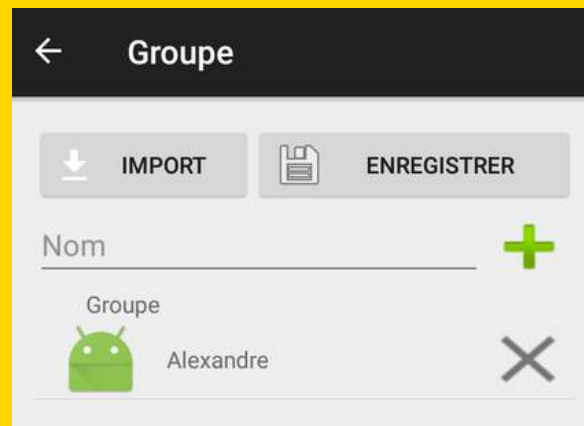 Groupe
IMPORT ENREGISTRER
Nom
Groupe
Alexandre